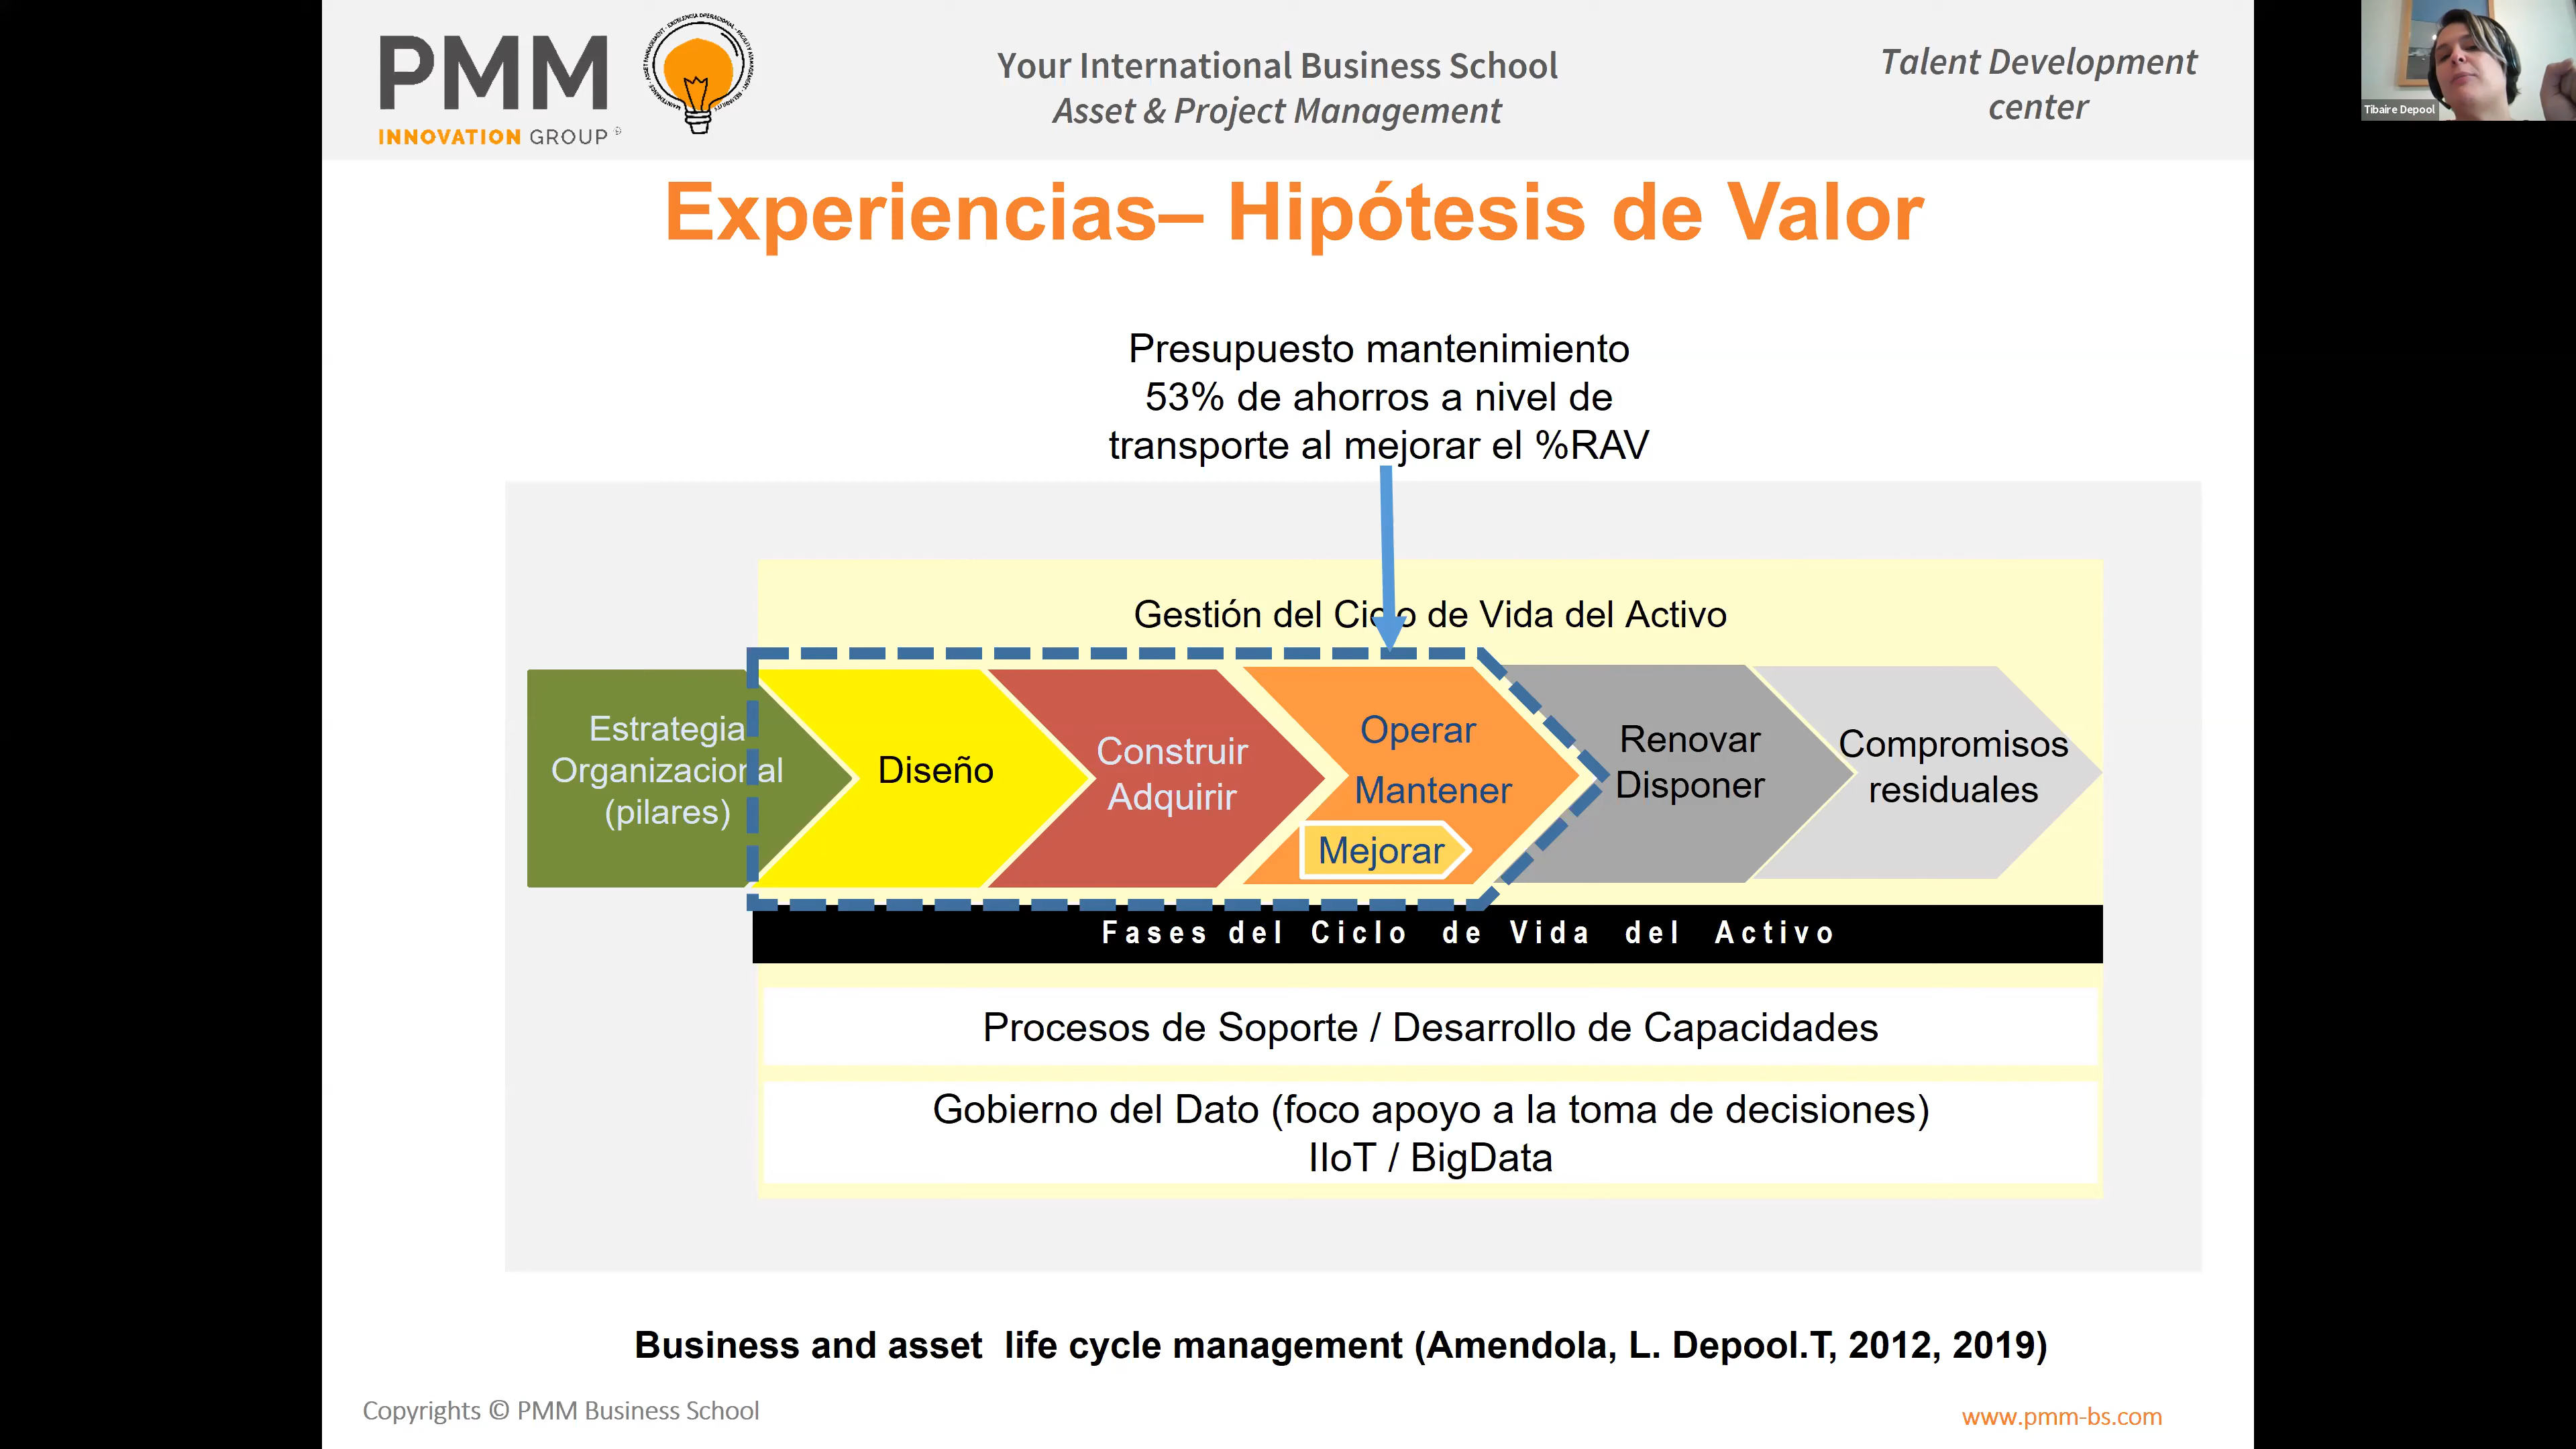 PMM
INNOVATION GROUP
Your International Business School
Asset & Project Management
Talent Development
center
Tibaire Depool
Experiencias– Hipótesis de Valor
Presupuesto mantenimiento
53% de ahorros a nivel de
transporte al mejorar el %RAV
Gestión del Ciclo de Vida del Activo
Estrategia
Organizacional
(pilares)
Diseño
Construir
Adquirir
Operar
Mantener
Mejorar
Renovar
Disponer
Compromisos
residuales
Fases del Ciclo de Vida del Activo
Procesos de Soporte / Desarrollo de Capacidades
Gobierno del Dato (foco apoyo a la toma de decisiones)
IIoT / BigData
Business and asset life cycle management (Amendola, L. Depool.T, 2012, 2019)
Copyrights © PMM Business School
www.pmm-bs.com